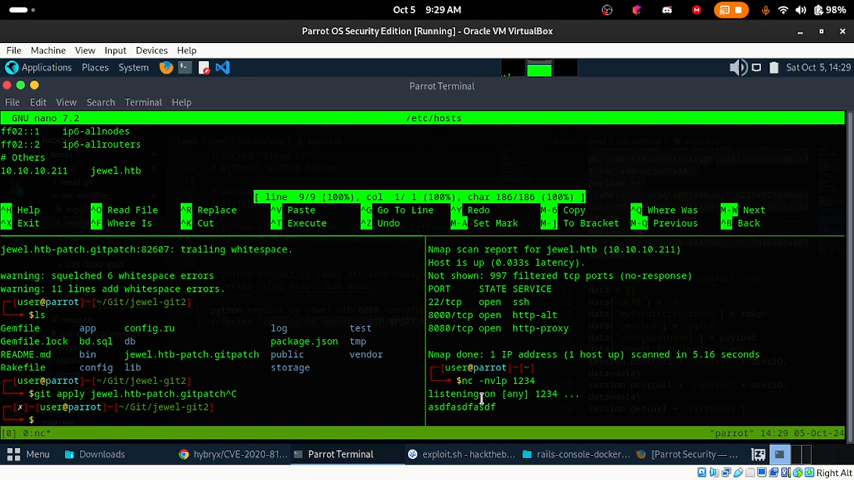 Oct 5 9:29 AM
98%
Parrot OS Security Edition [Running] - Oracle VM VirtualBox
File Machine View Input Devices Help
Applications Places System
Sat Oct 5, 14:29
Parrot Terminal
File Edit View Search Terminal Help
GNU nano 7.2 /etc/hosts
ff02::1 ip6-allnodes
ff02::2 ip6-allrouters
# Others
10.10.10.211 jewel.htb
[ line 9/9 (100%), col 1/ 1 (100%), char 186/186 (100%) ]
^H Help ^O Read File ^R Replace ^V Paste ^G Go To Line ^Y Redo M-6 Copy ^Q Where Was M-W Next
^X Exit ^F Where Is ^K Cut ^T Execute ^Z Undo M-A Set Mark M-] To Bracket M-Q Previous ^B Back
jewel.htb-patch.gitpatch:82607: trailing whitespace.
warning: squelched 6 whitespace errors
warning: 11 lines add whitespace errors.
[user@parrot]-[~/Git/jewel-git2]
$ls
Gemfile app config.ru log test
Gemfile.lock bd.sql db package.json tmp
README.md bin jewel.htb-patch.gitpatch public vendor
Rakefile config lib storage
[user@parrot]-[~/Git/jewel-git2]
$git apply jewel.htb-patch.gitpatch^C
[✗]-[user@parrot]-[~/Git/jewel-git2]
$
Nmap scan report for jewel.htb (10.10.10.211)
Host is up (0.033s latency).
Not shown: 997 filtered tcp ports (no-response)
PORT STATE SERVICE
22/tcp open ssh
8000/tcp open http-alt
8080/tcp open http-proxy
Nmap done: 1 IP address (1 host up) scanned in 5.16 seconds
[user@parrot]-[~]
$nc -nvlp 1234
listening on [any] 1234 ...
asdfasdfasdf
[0] 0:nc* "parrot" 14:29 05-Oct-24
Menu Downloads hybryx/CVE-2020-81... Parrot Terminal exploit.sh - hacktheb... rails-console-docker... [Parrot Security — ...
Right Alt